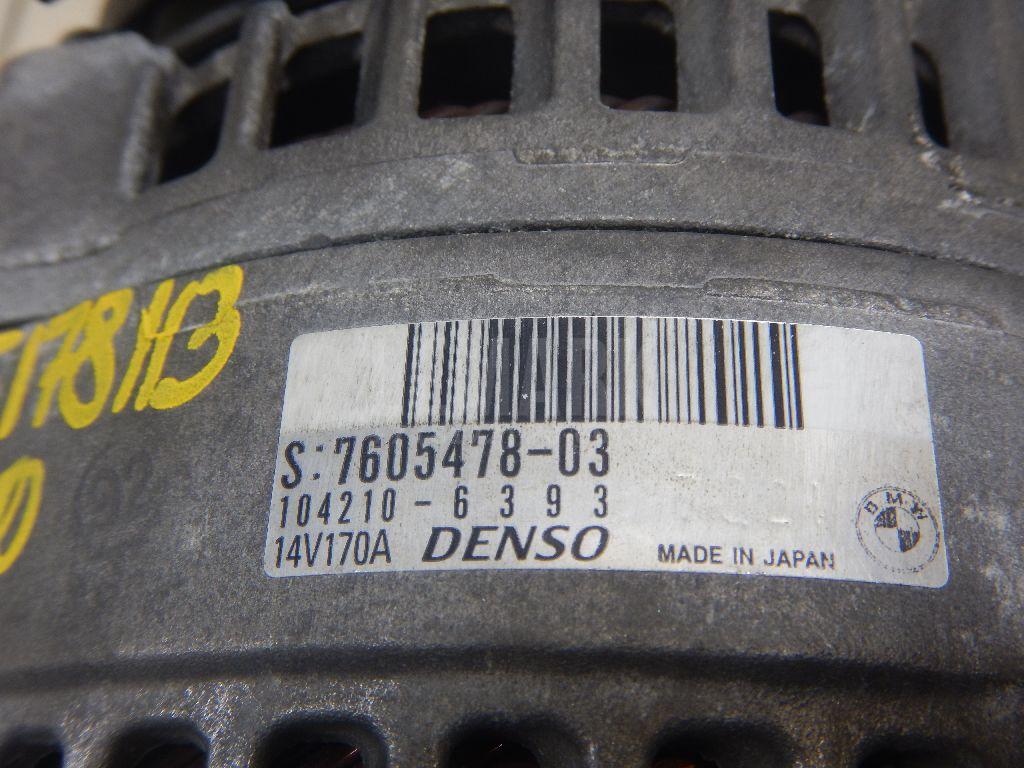 S:7605478-03
104210-6393
14V170A DENSO MADE IN JAPAN
BMW